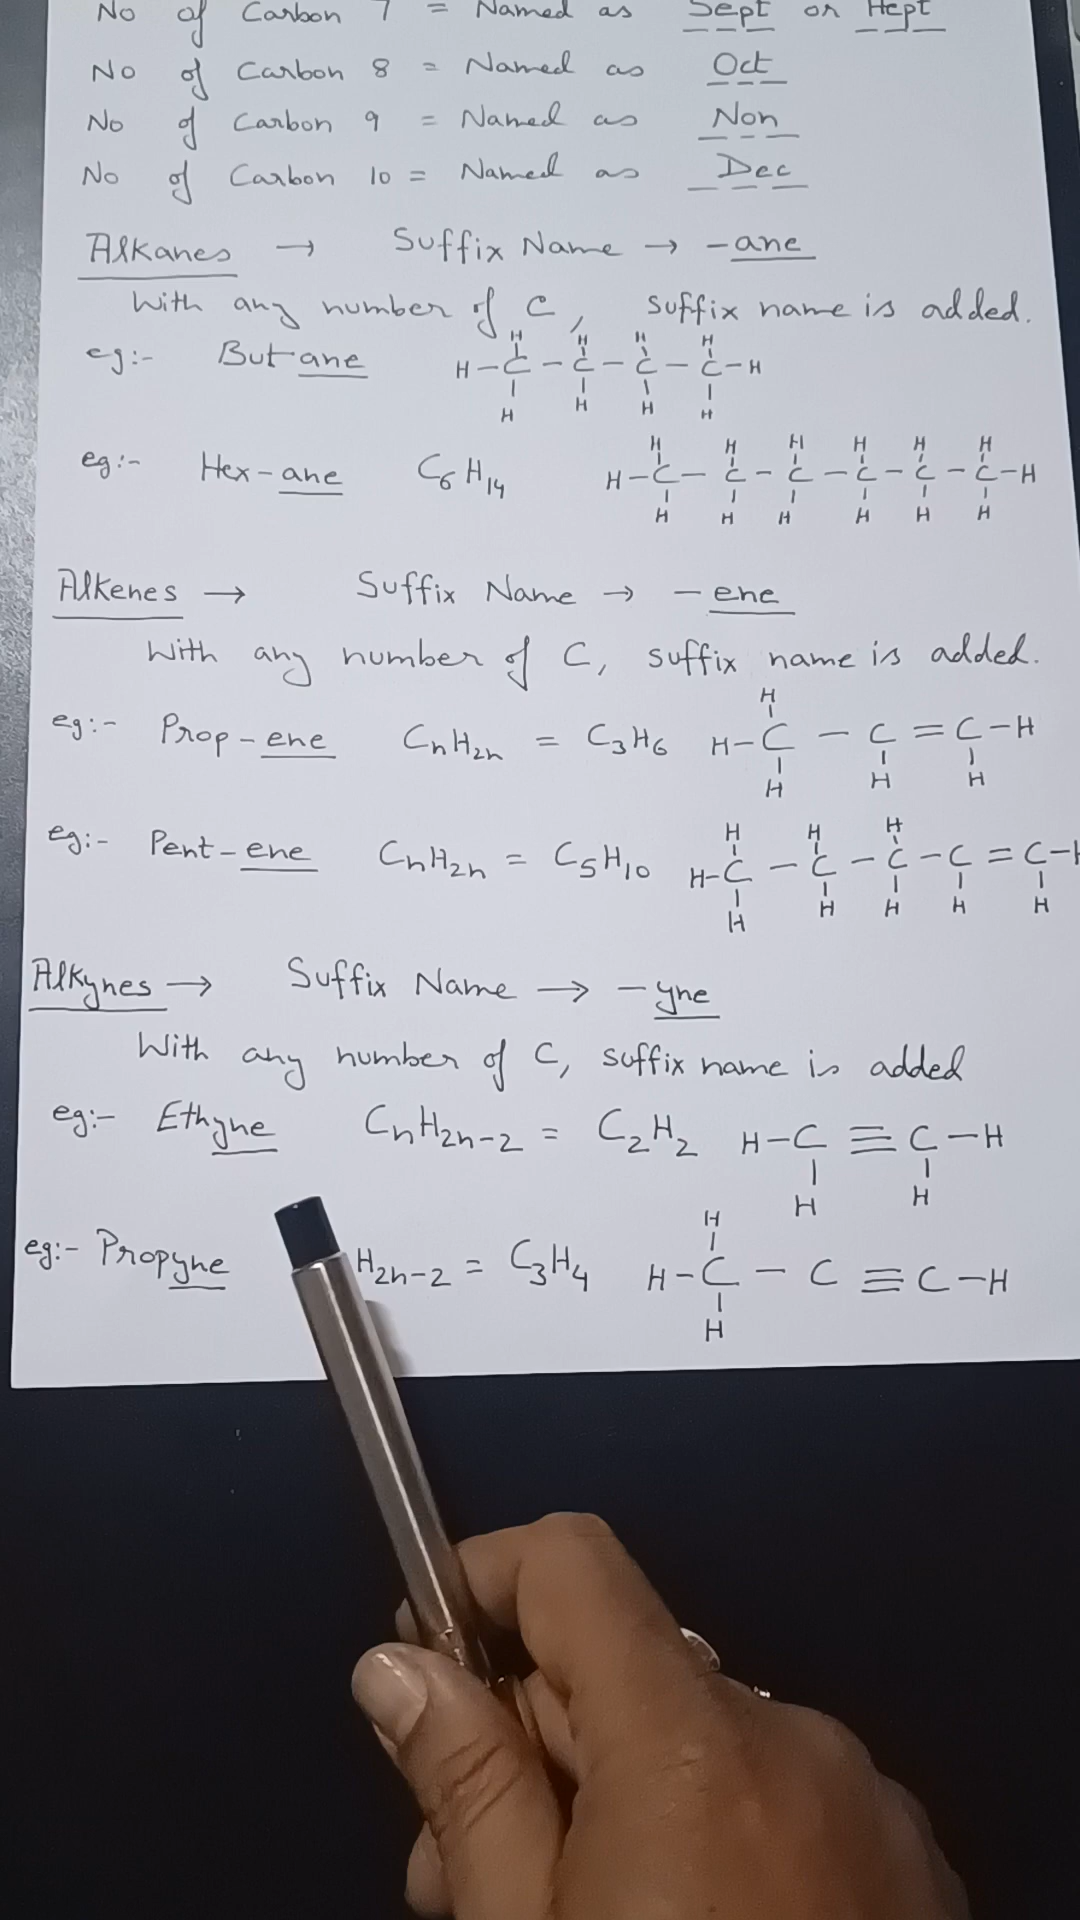 No of Carbon 7 = Named as Sept or Hept
No of Carbon 8 = Named as Oct
No of Carbon 9 = Named as Non
No of Carbon 10 = Named as Dec
Alkanes → Suffix Name → -ane
With any number of C, suffix name is added.
H H H H
eg:- Butane H-C-C-C-C-H
H H H H
H H H H H H
eg:- Hex-ane C6H14 H-C-C-C-C-C-C-H
H H H H H H
Alkenes → Suffix Name → -ene
With any number of C, suffix name is added.
H
eg:- Prop-ene CnH2n = C3H6 H-C-C=C-H
H H H
H H H
eg:- Pent-ene CnH2n = C5H10 H-C-C-C-C=C-H
H H H H H
Alkynes → Suffix Name → -yne
With any number of C, suffix name is added
eg:- Ethyne CnH2n-2 = C2H2 H-C≡C-H
H H
H
eg:- Propyne H2n-2 = C3H4 H-C-C≡C-H
H